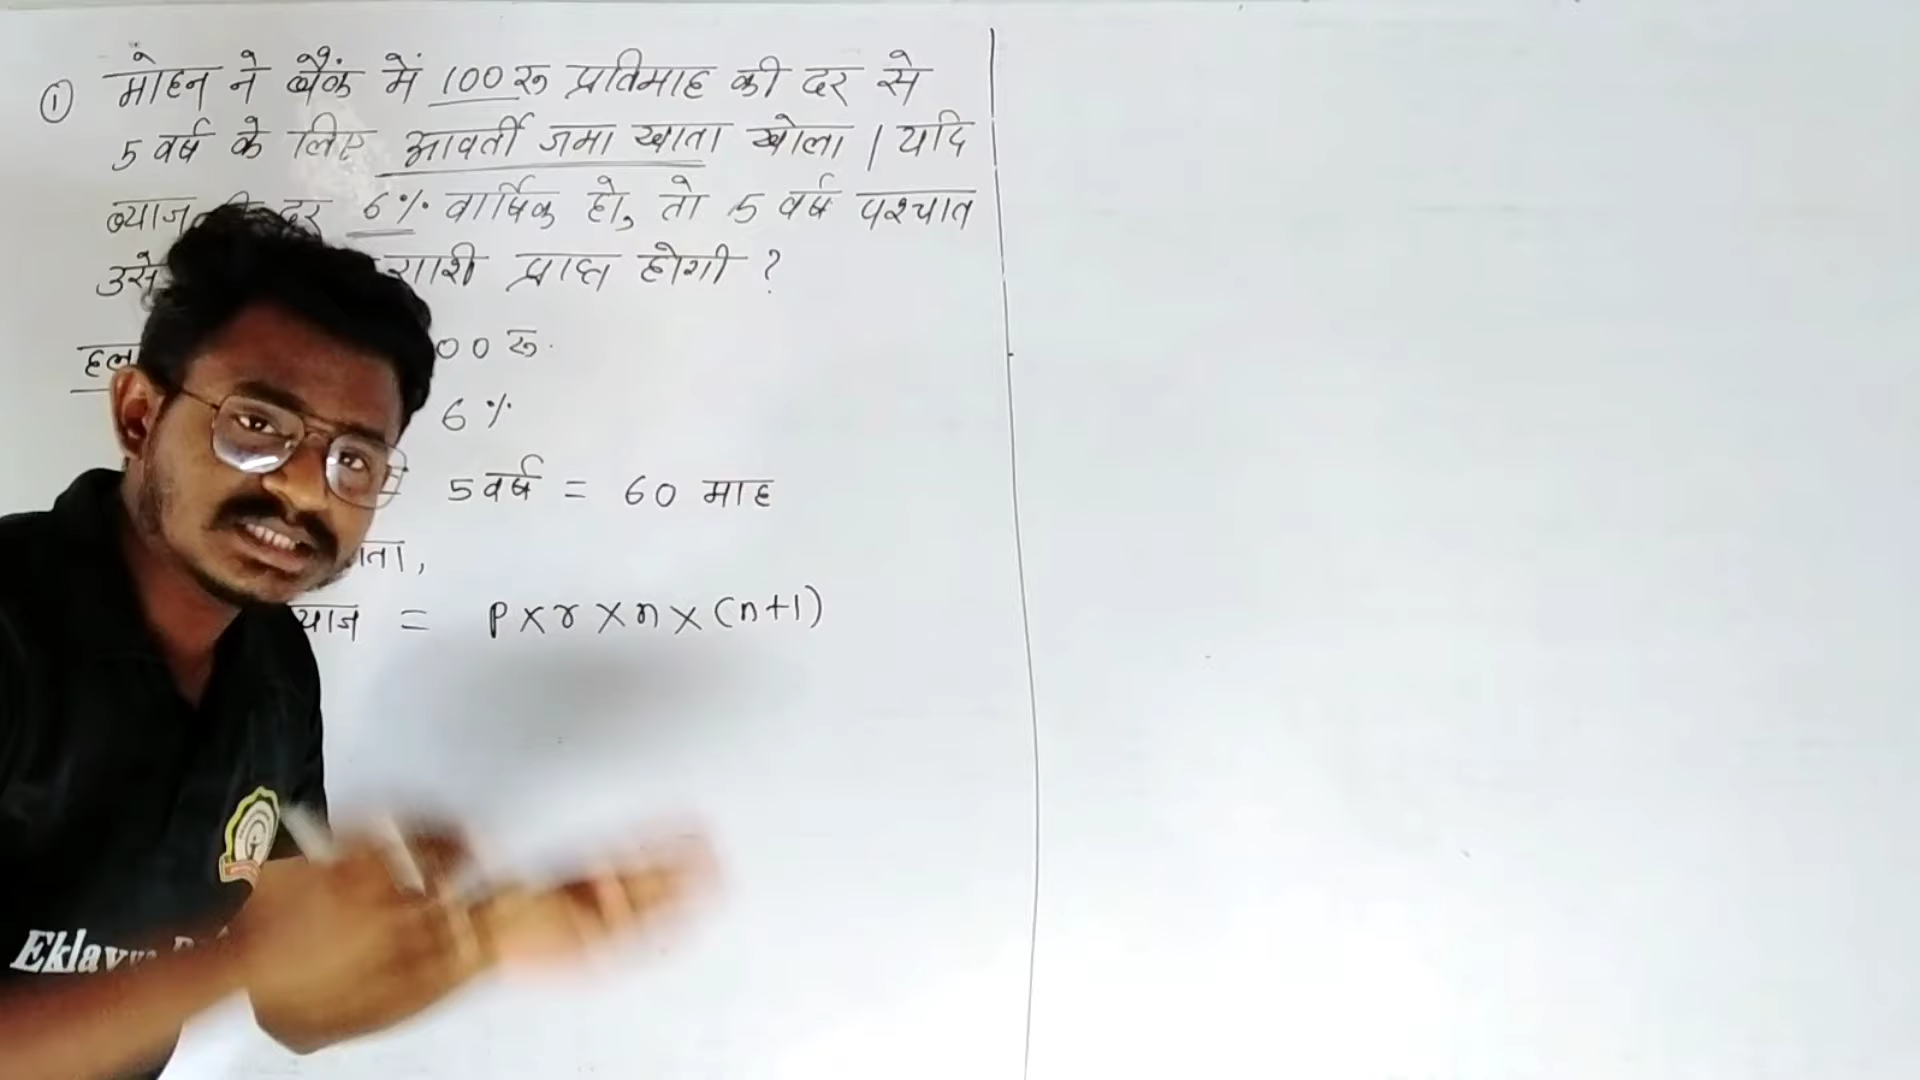 ① मोहन ने बैंक में 100 रू प्रतिमाह की दर से
5 वर्ष के लिए आवर्ती जमा खाता खोला | यदि
ब्याज दर 6% वार्षिक हो, तो 5 वर्ष पश्चात
उसे राशी प्राप्त होगी ?
हल 00 रू.
6 %
= 5 वर्ष = 60 माह
= P × r × n × (n+1)